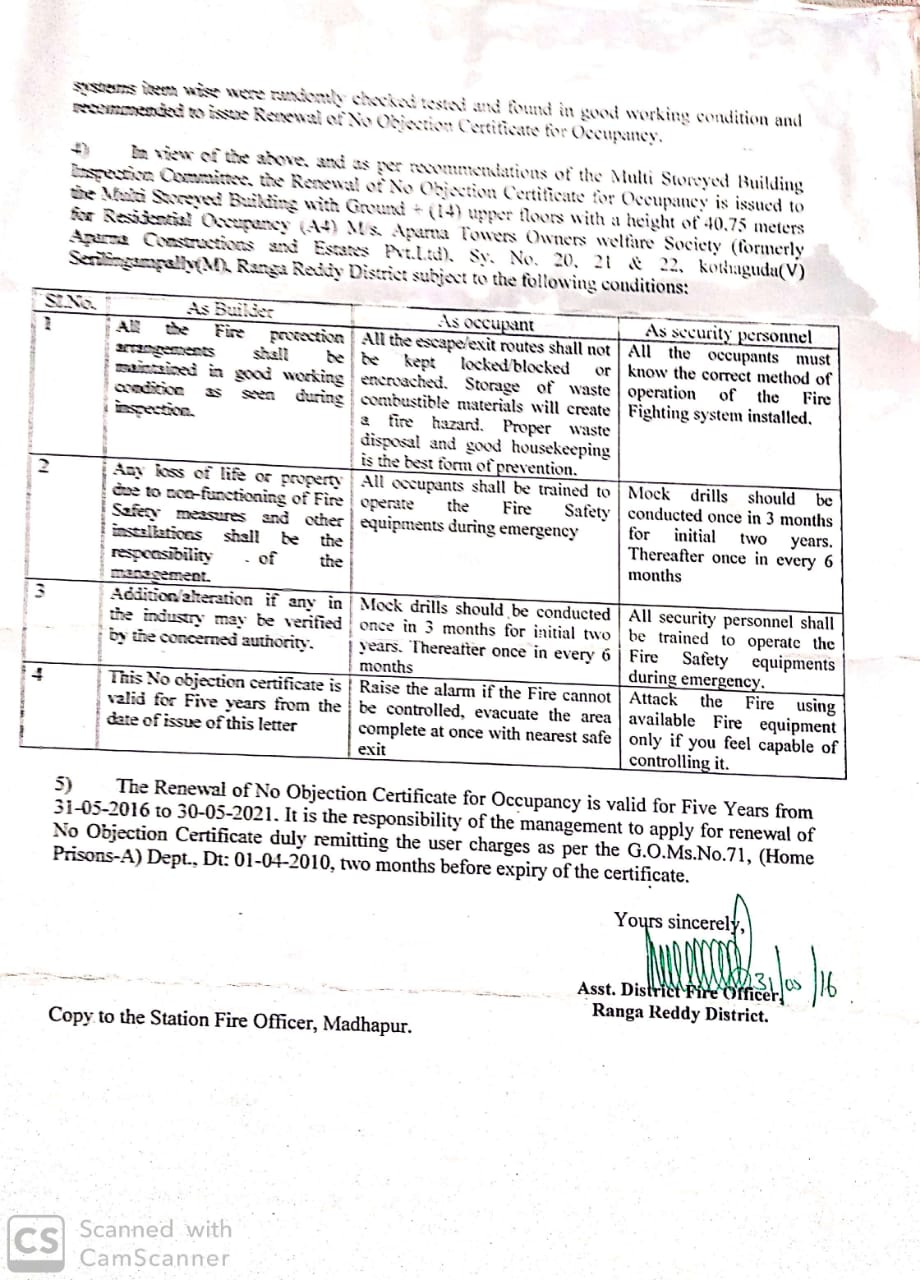 systems item wise were randomly checked tested and found in good working condition and
recommended to issue Renewal of No Objection Certificate for Occupancy.
4) In view of the above, and as per recommendations of the Multi Storeyed Building
Inspection Committee, the Renewal of No Objection Certificate for Occupancy is issued to
the Multi Storeyed Building with Ground + (14) upper floors with a height of 40.75 meters
for Residential Occupancy (A4) M/s. Aparna Towers Owners welfare Society (formerly
Aparna Constructions and Estates Pvt.Ltd), Sy. No. 20, 21 & 22, kothaguda(V)
Serilingampally(M), Ranga Reddy District subject to the following conditions:
Sl.No. As Builder As occupant As security personnel
1
All the Fire protection
arrangements shall be
maintained in good working
condition as seen during
inspection.
All the escape/exit routes shall not
be kept locked/blocked or
encroached. Storage of waste
combustible materials will create
a fire hazard. Proper waste
disposal and good housekeeping
is the best form of prevention.
All the occupants must
know the correct method of
operation of the Fire
Fighting system installed.
2
Any loss of life or property
due to non-functioning of Fire
Safety measures and other
installations shall be the
responsibility of the
management.
All occupants shall be trained to
operate the Fire Safety
equipments during emergency
Mock drills should be
conducted once in 3 months
for initial two years.
Thereafter once in every 6
months
3
Addition/alteration if any in
the industry may be verified
by the concerned authority.
Mock drills should be conducted
once in 3 months for initial two
years. Thereafter once in every 6
months
All security personnel shall
be trained to operate the
Fire Safety equipments
during emergency.
4
This No objection certificate is
valid for Five years from the
date of issue of this letter
Raise the alarm if the Fire cannot
be controlled, evacuate the area
complete at once with nearest safe
exit
Attack the Fire using
available Fire equipment
only if you feel capable of
controlling it.
5) The Renewal of No Objection Certificate for Occupancy is valid for Five Years from
31-05-2016 to 30-05-2021. It is the responsibility of the management to apply for renewal of
No Objection Certificate duly remitting the user charges as per the G.O.Ms.No.71, (Home
Prisons-A) Dept., Dt: 01-04-2010, two months before expiry of the certificate.
Yours sincerely,
31/05/16
Asst. District Fire Officer,
Ranga Reddy District.
Copy to the Station Fire Officer, Madhapur.
CS Scanned with
CamScanner